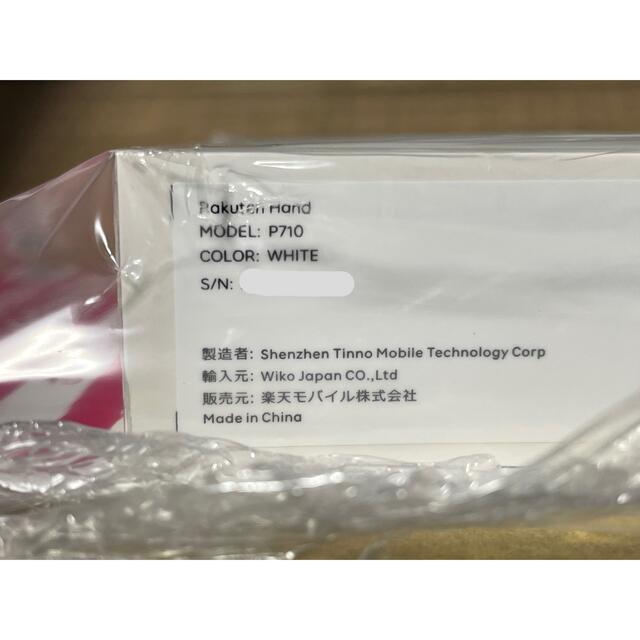 Rakuten Hand
MODEL: P710
COLOR: WHITE
S/N:
製造者: Shenzhen Tinno Mobile Technology Corp
輸入元: Wiko Japan CO.,Ltd
販売元: 楽天モバイル株式会社
Made in China